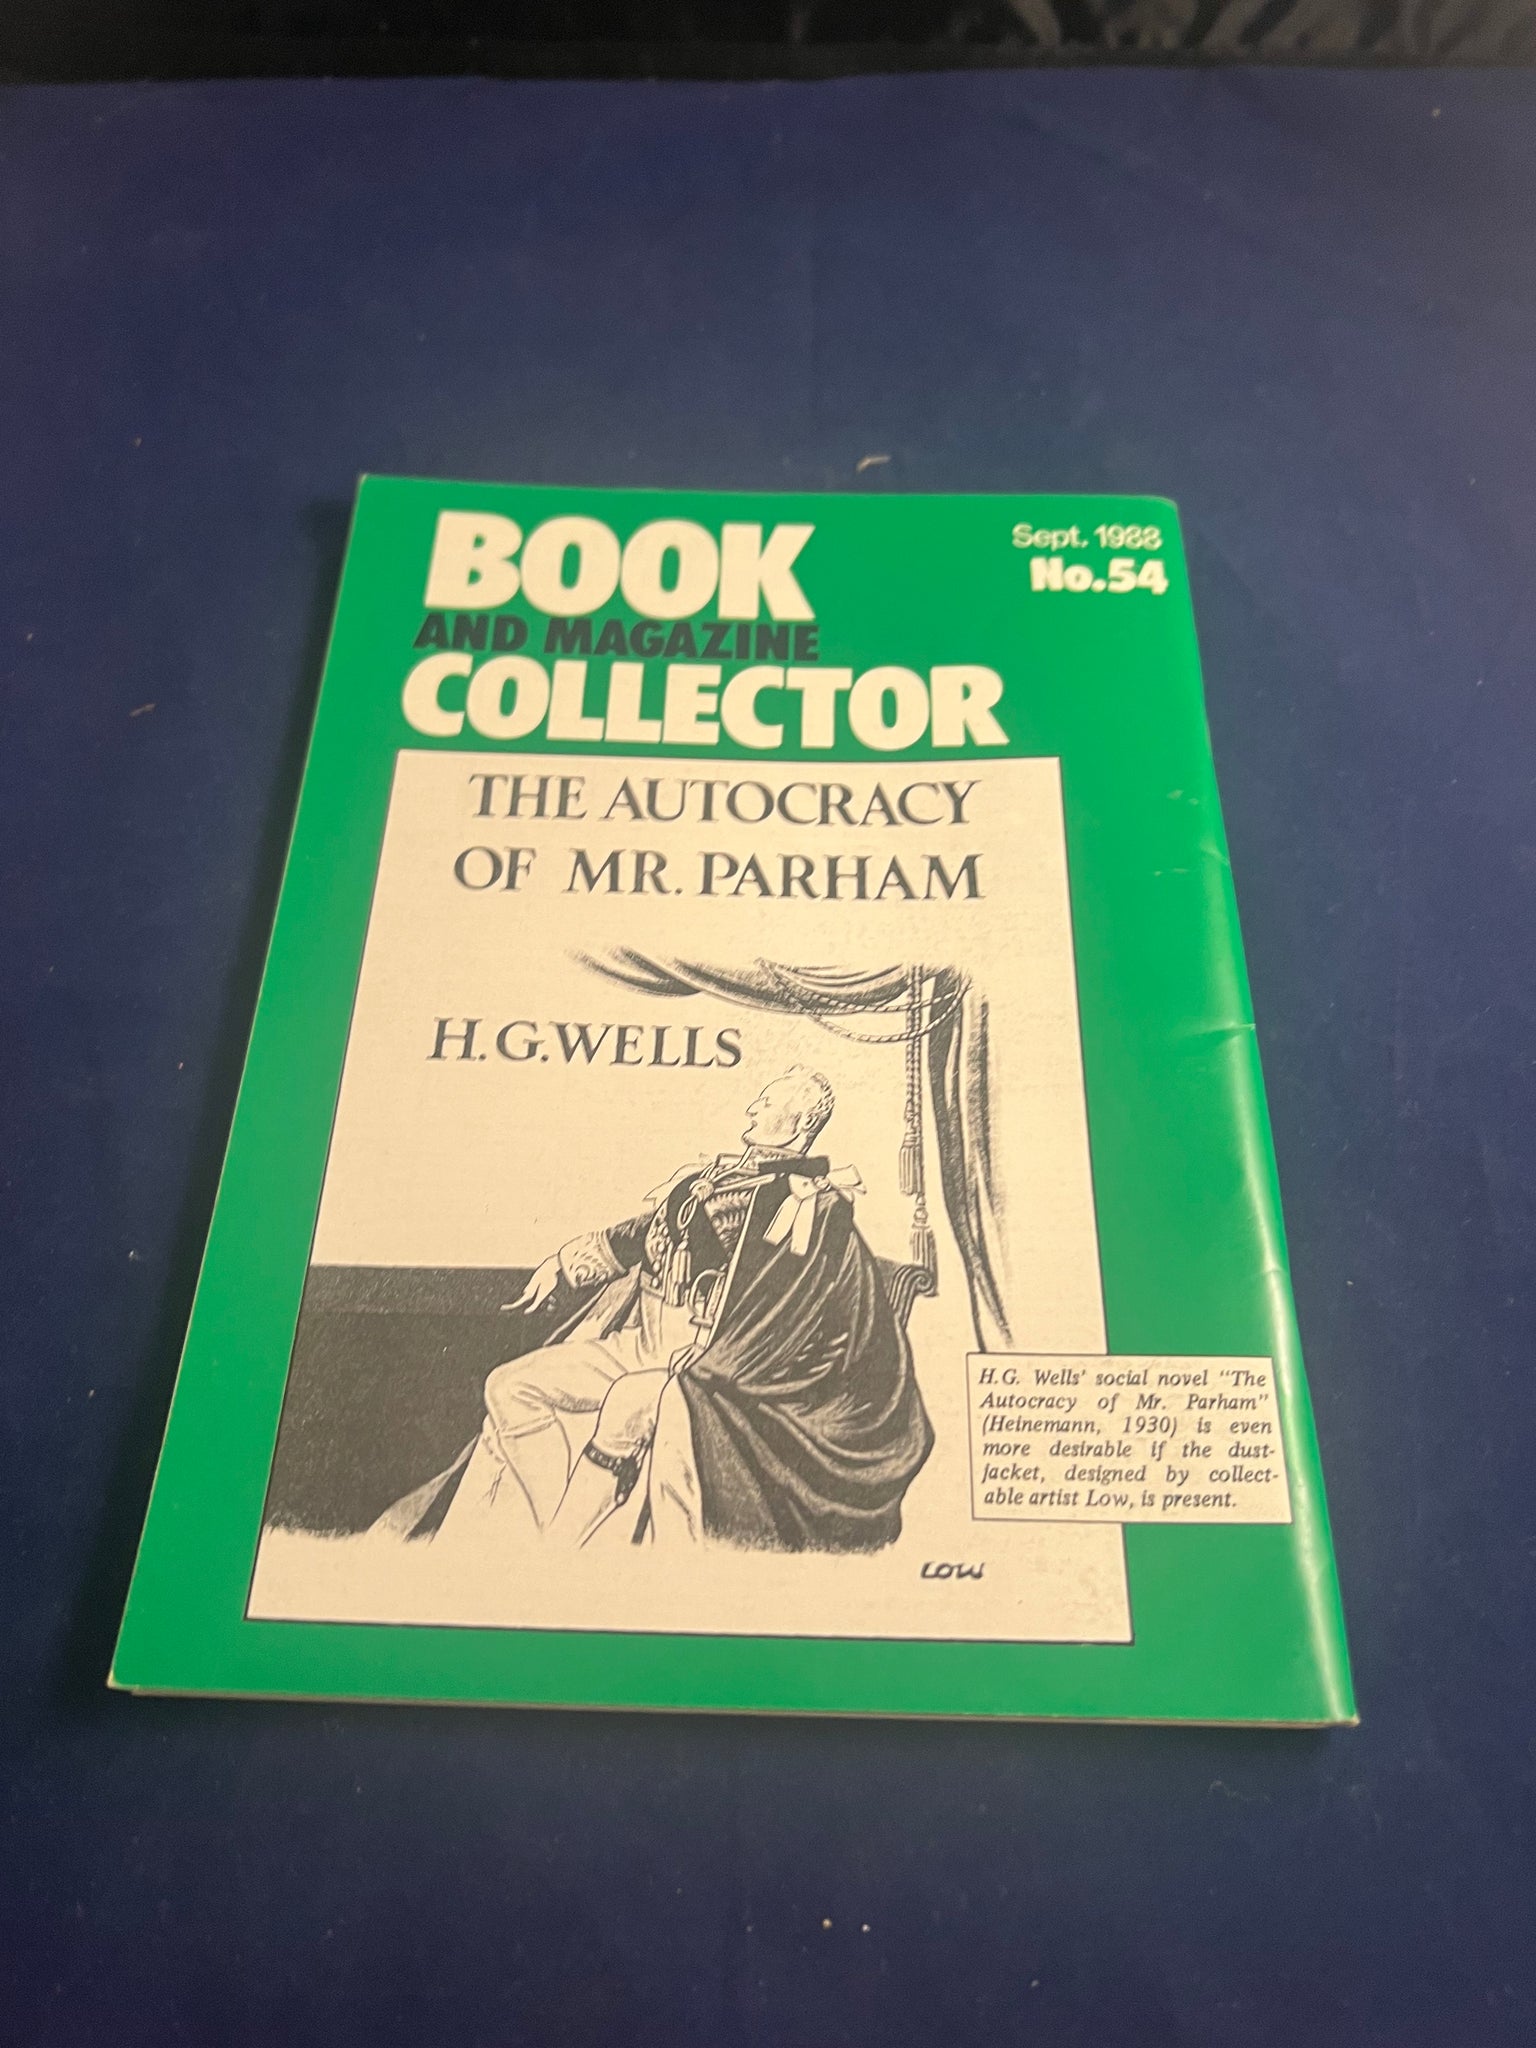 BOOK
AND MAGAZINE
COLLECTOR
Sept. 1988
No.54
THE AUTOCRACY
OF MR. PARHAM
H.G.WELLS
H.G. Wells' social novel "The
Autocracy of Mr. Parham"
(Heinemann, 1930) is even
more desirable if the dust-
jacket, designed by collect-
able artist Low, is present.
LOW